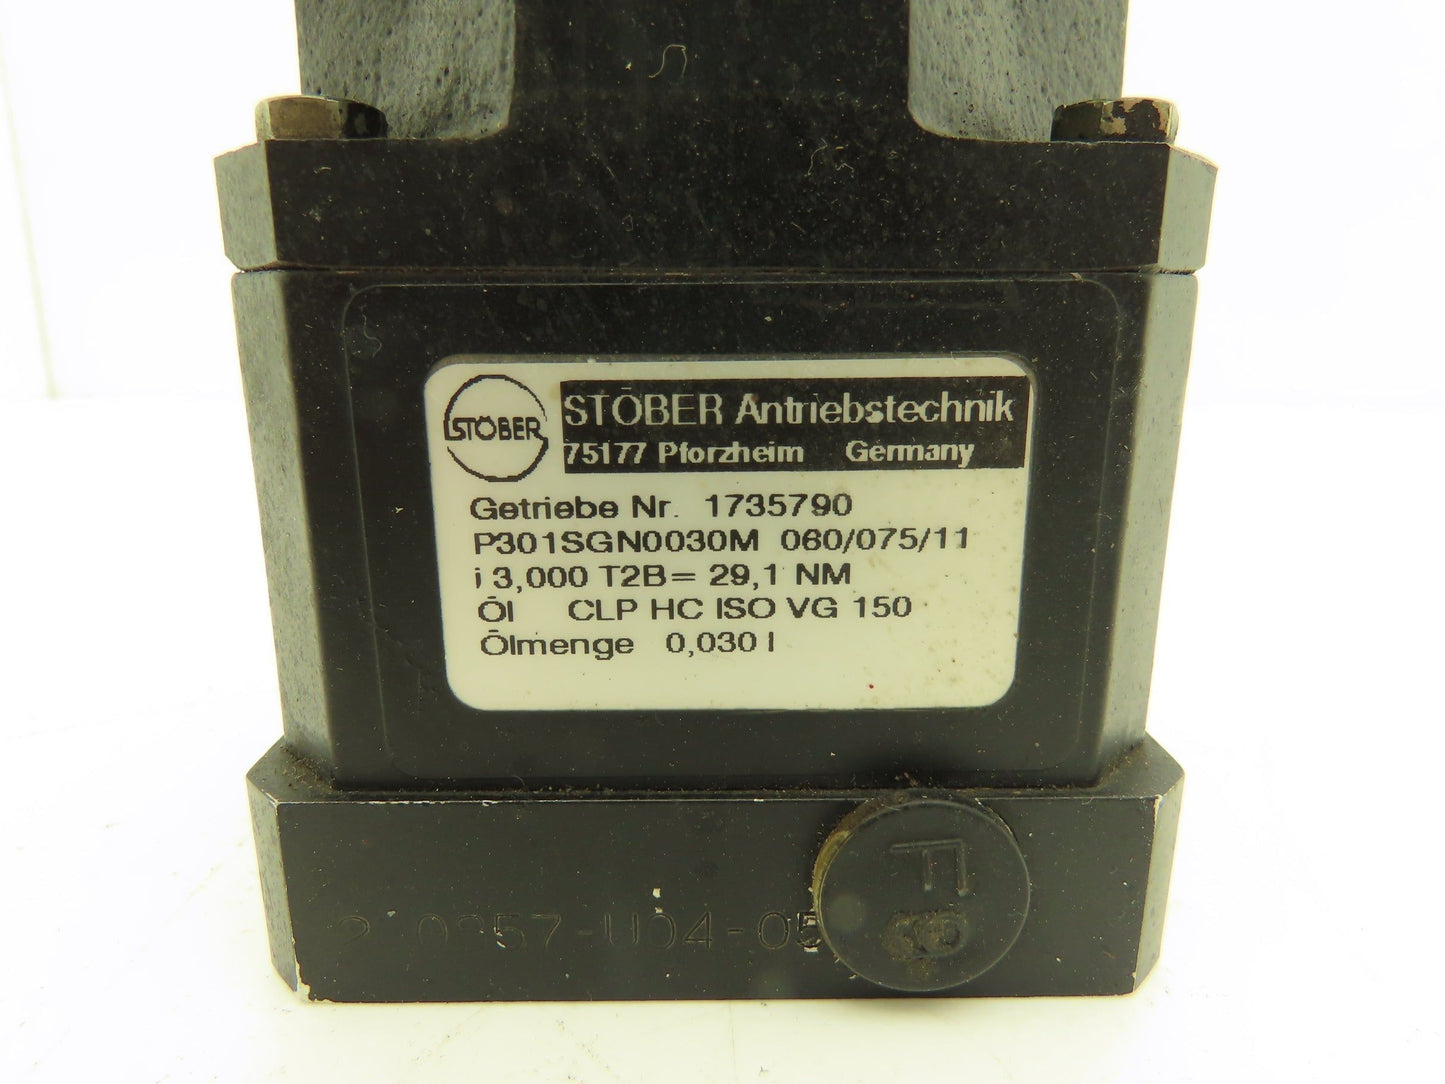 STÖBER
STÖBER Antriebstechnik
75177 Pforzheim Germany
Getriebe Nr. 1735790
P301SGN0030M 060/075/11
i 3,000 T2B= 29,1 NM
Öl CLP HC ISO VG 150
Ölmenge 0,030 l